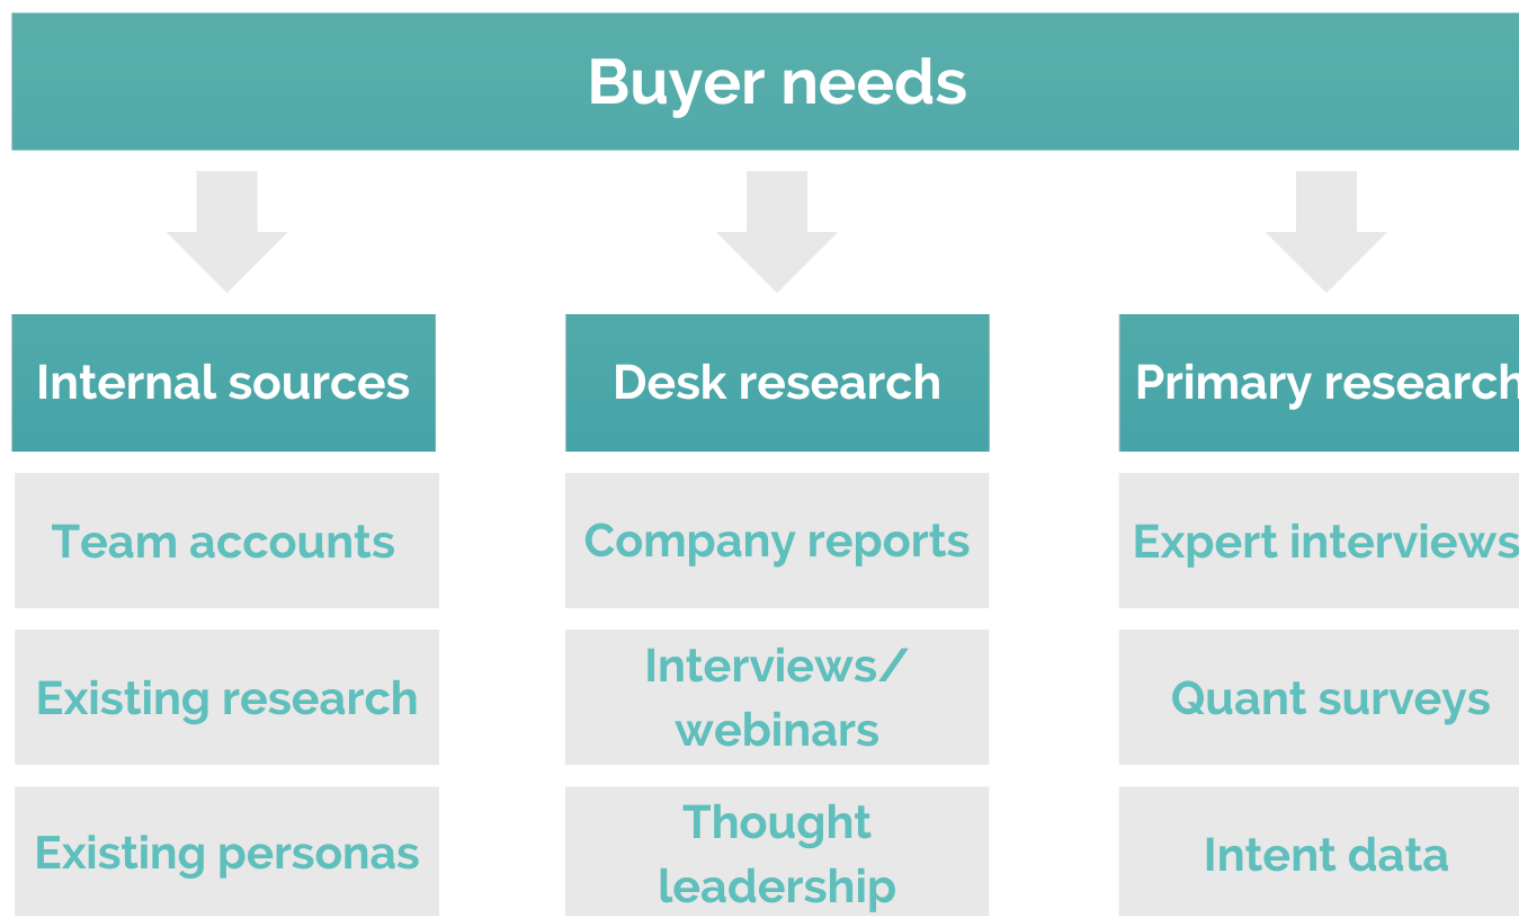 Buyer needs
Internal sources
Desk research
Primary research
Team accounts
Company reports
Expert interviews
Existing research
Interviews/
webinars
Quant surveys
Existing personas
Thought
leadership
Intent data